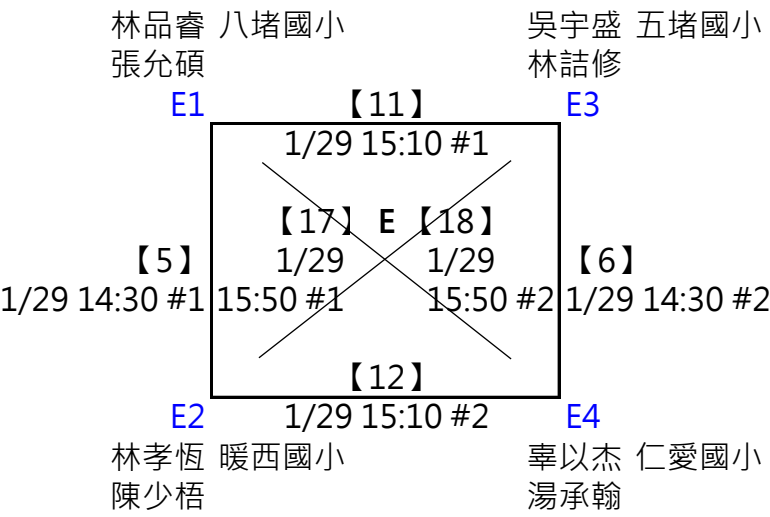 林品睿 八堵國小 吳宇盛 五堵國小
張允碩 林詰修
E1 【11】 E3
1/29 15:10 #1
【17】 E 【18】
【5】 1/29 1/29 【6】
1/29 14:30 #1 15:50 #1 15:50 #2 1/29 14:30 #2
【12】
E2 1/29 15:10 #2 E4
林孝恆 暖西國小 辜以杰 仁愛國小
陳少梧 湯承翰